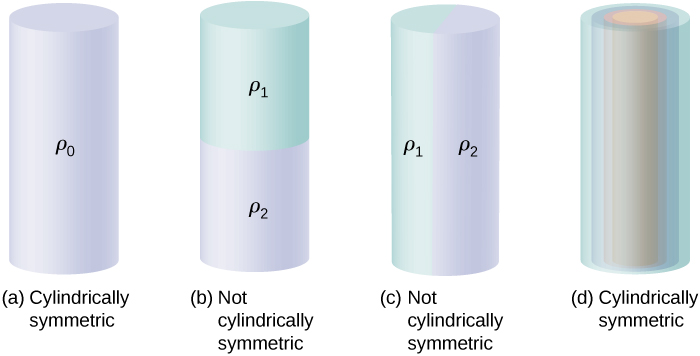 ρ₀
ρ₁
ρ₂
ρ₁ ρ₂
(a) Cylindrically
symmetric
(b) Not
cylindrically
symmetric
(c) Not
cylindrically
symmetric
(d) Cylindrically
symmetric